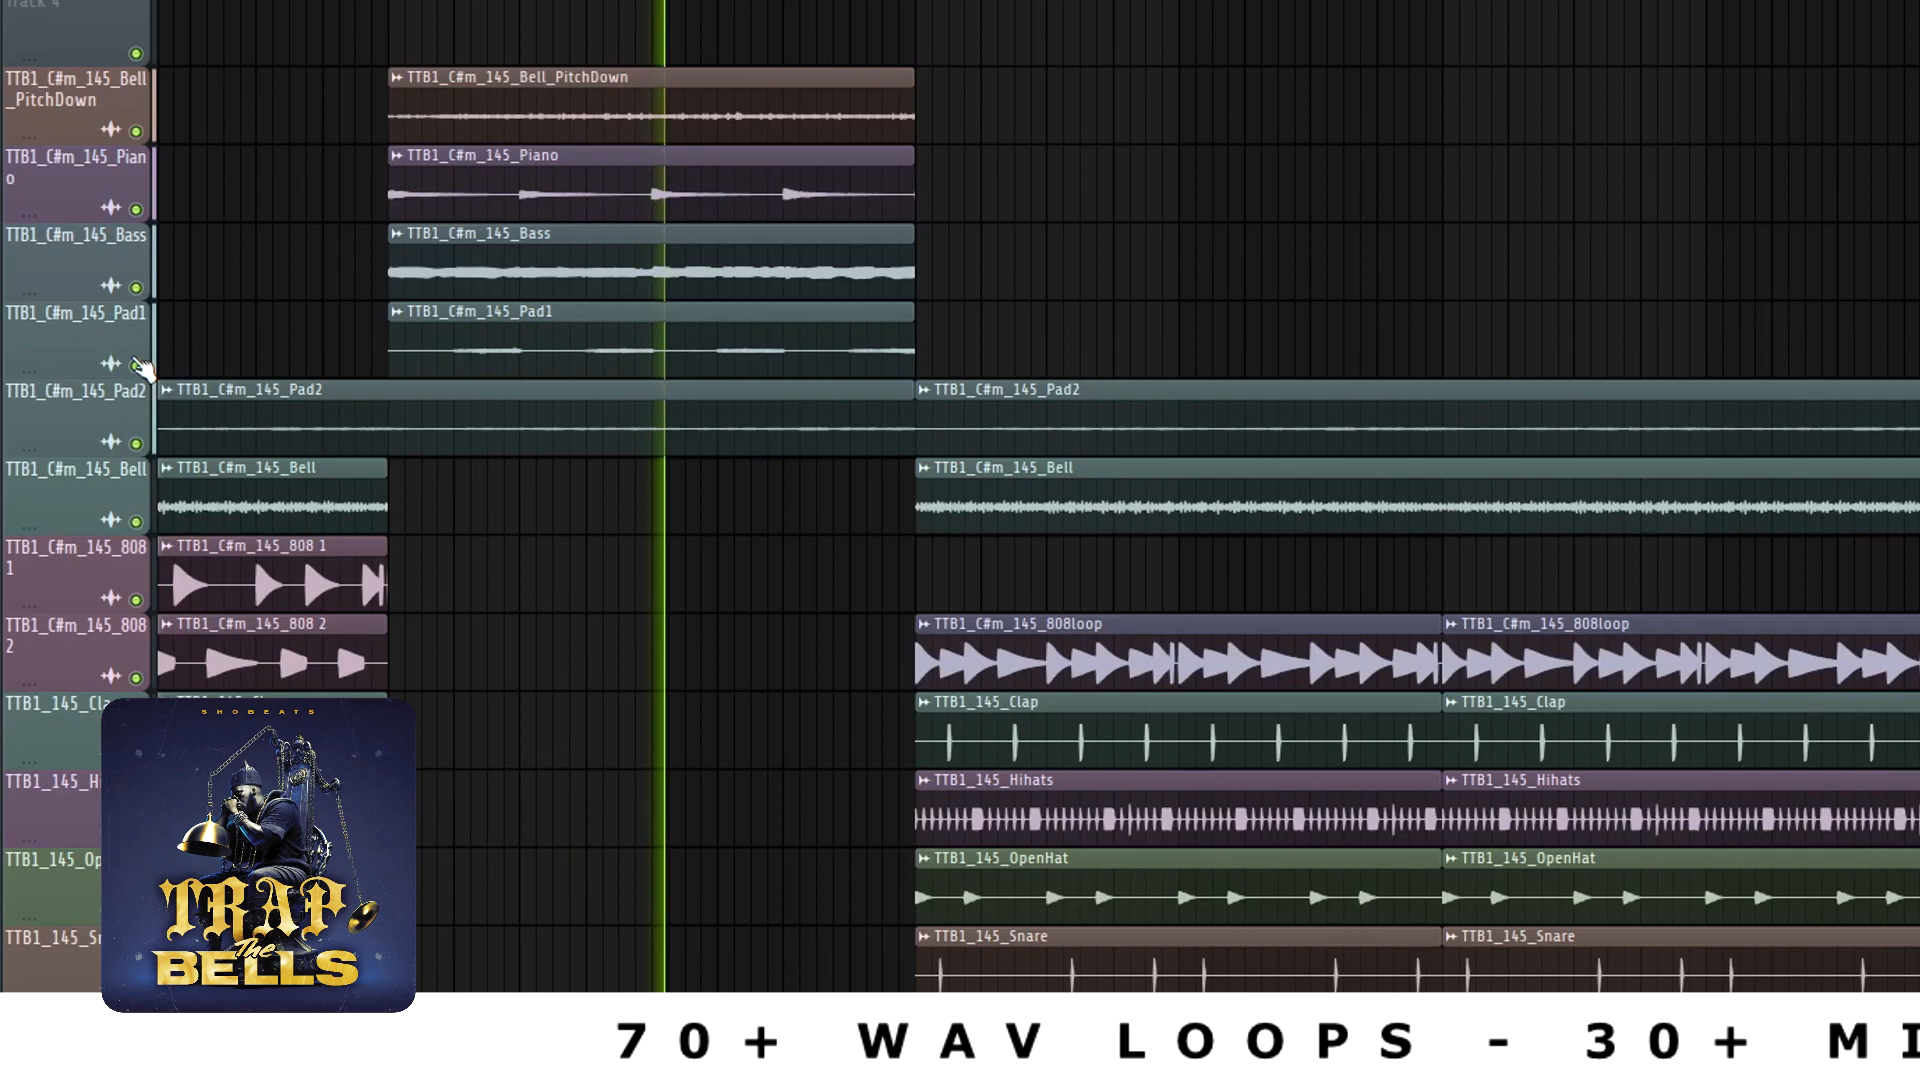 Track 4
TTB1_C#m_145_Bell
_PitchDown
TTB1_C#m_145_Bell_PitchDown
TTB1_C#m_145_Pian
o
TTB1_C#m_145_Piano
TTB1_C#m_145_Bass
TTB1_C#m_145_Bass
TTB1_C#m_145_Pad1
TTB1_C#m_145_Pad1
TTB1_C#m_145_Pad2
TTB1_C#m_145_Pad2
TTB1_C#m_145_Pad2
TTB1_C#m_145_Bell
TTB1_C#m_145_Bell
TTB1_C#m_145_Bell
TTB1_C#m_145_808
1
TTB1_C#m_145_808 1
TTB1_C#m_145_808
2
TTB1_C#m_145_808 2
TTB1_C#m_145_808loop
TTB1_C#m_145_808loop
TTB1_145_Cla
TTB1_145_Clap
TTB1_145_Clap
TTB1_145_H
TTB1_145_Hihats
TTB1_145_Hihats
TTB1_145_Op
TTB1_145_OpenHat
TTB1_145_OpenHat
TTB1_145_S
TTB1_145_Snare
TTB1_145_Snare
SHOBEATS
TRAP
The
BELLS
70+ WAV LOOPS - 30+ MI